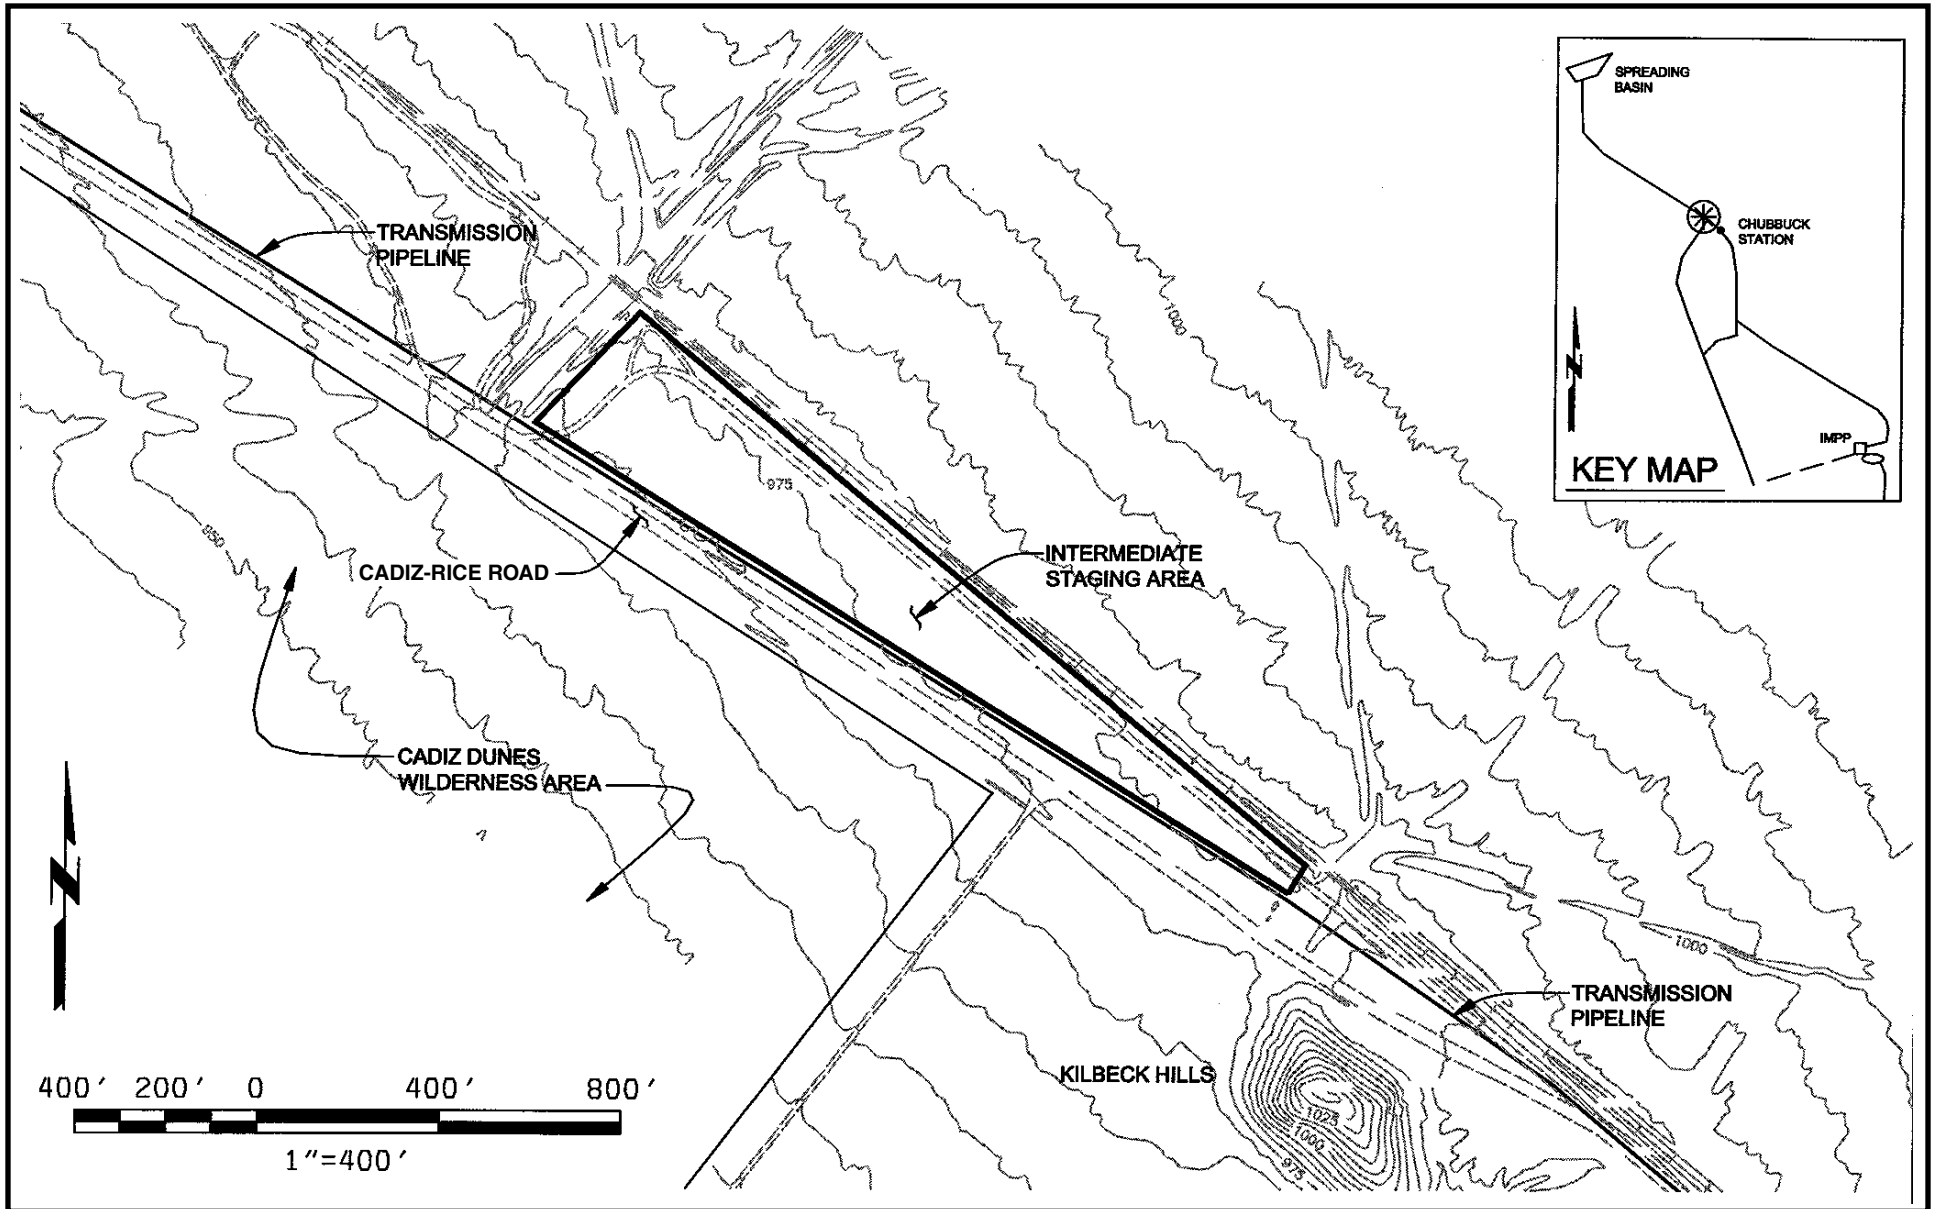 SPREADING
BASIN
CHUBBUCK
STATION
IMPP
N
KEY MAP
TRANSMISSION
PIPELINE
1000
975
950
CADIZ-RICE ROAD
INTERMEDIATE
STAGING AREA
CADIZ DUNES
WILDERNESS AREA
N
1000
TRANSMISSION
PIPELINE
KILBECK HILLS
1025
1000
975
400' 200' 0 400' 800'
1"=400'